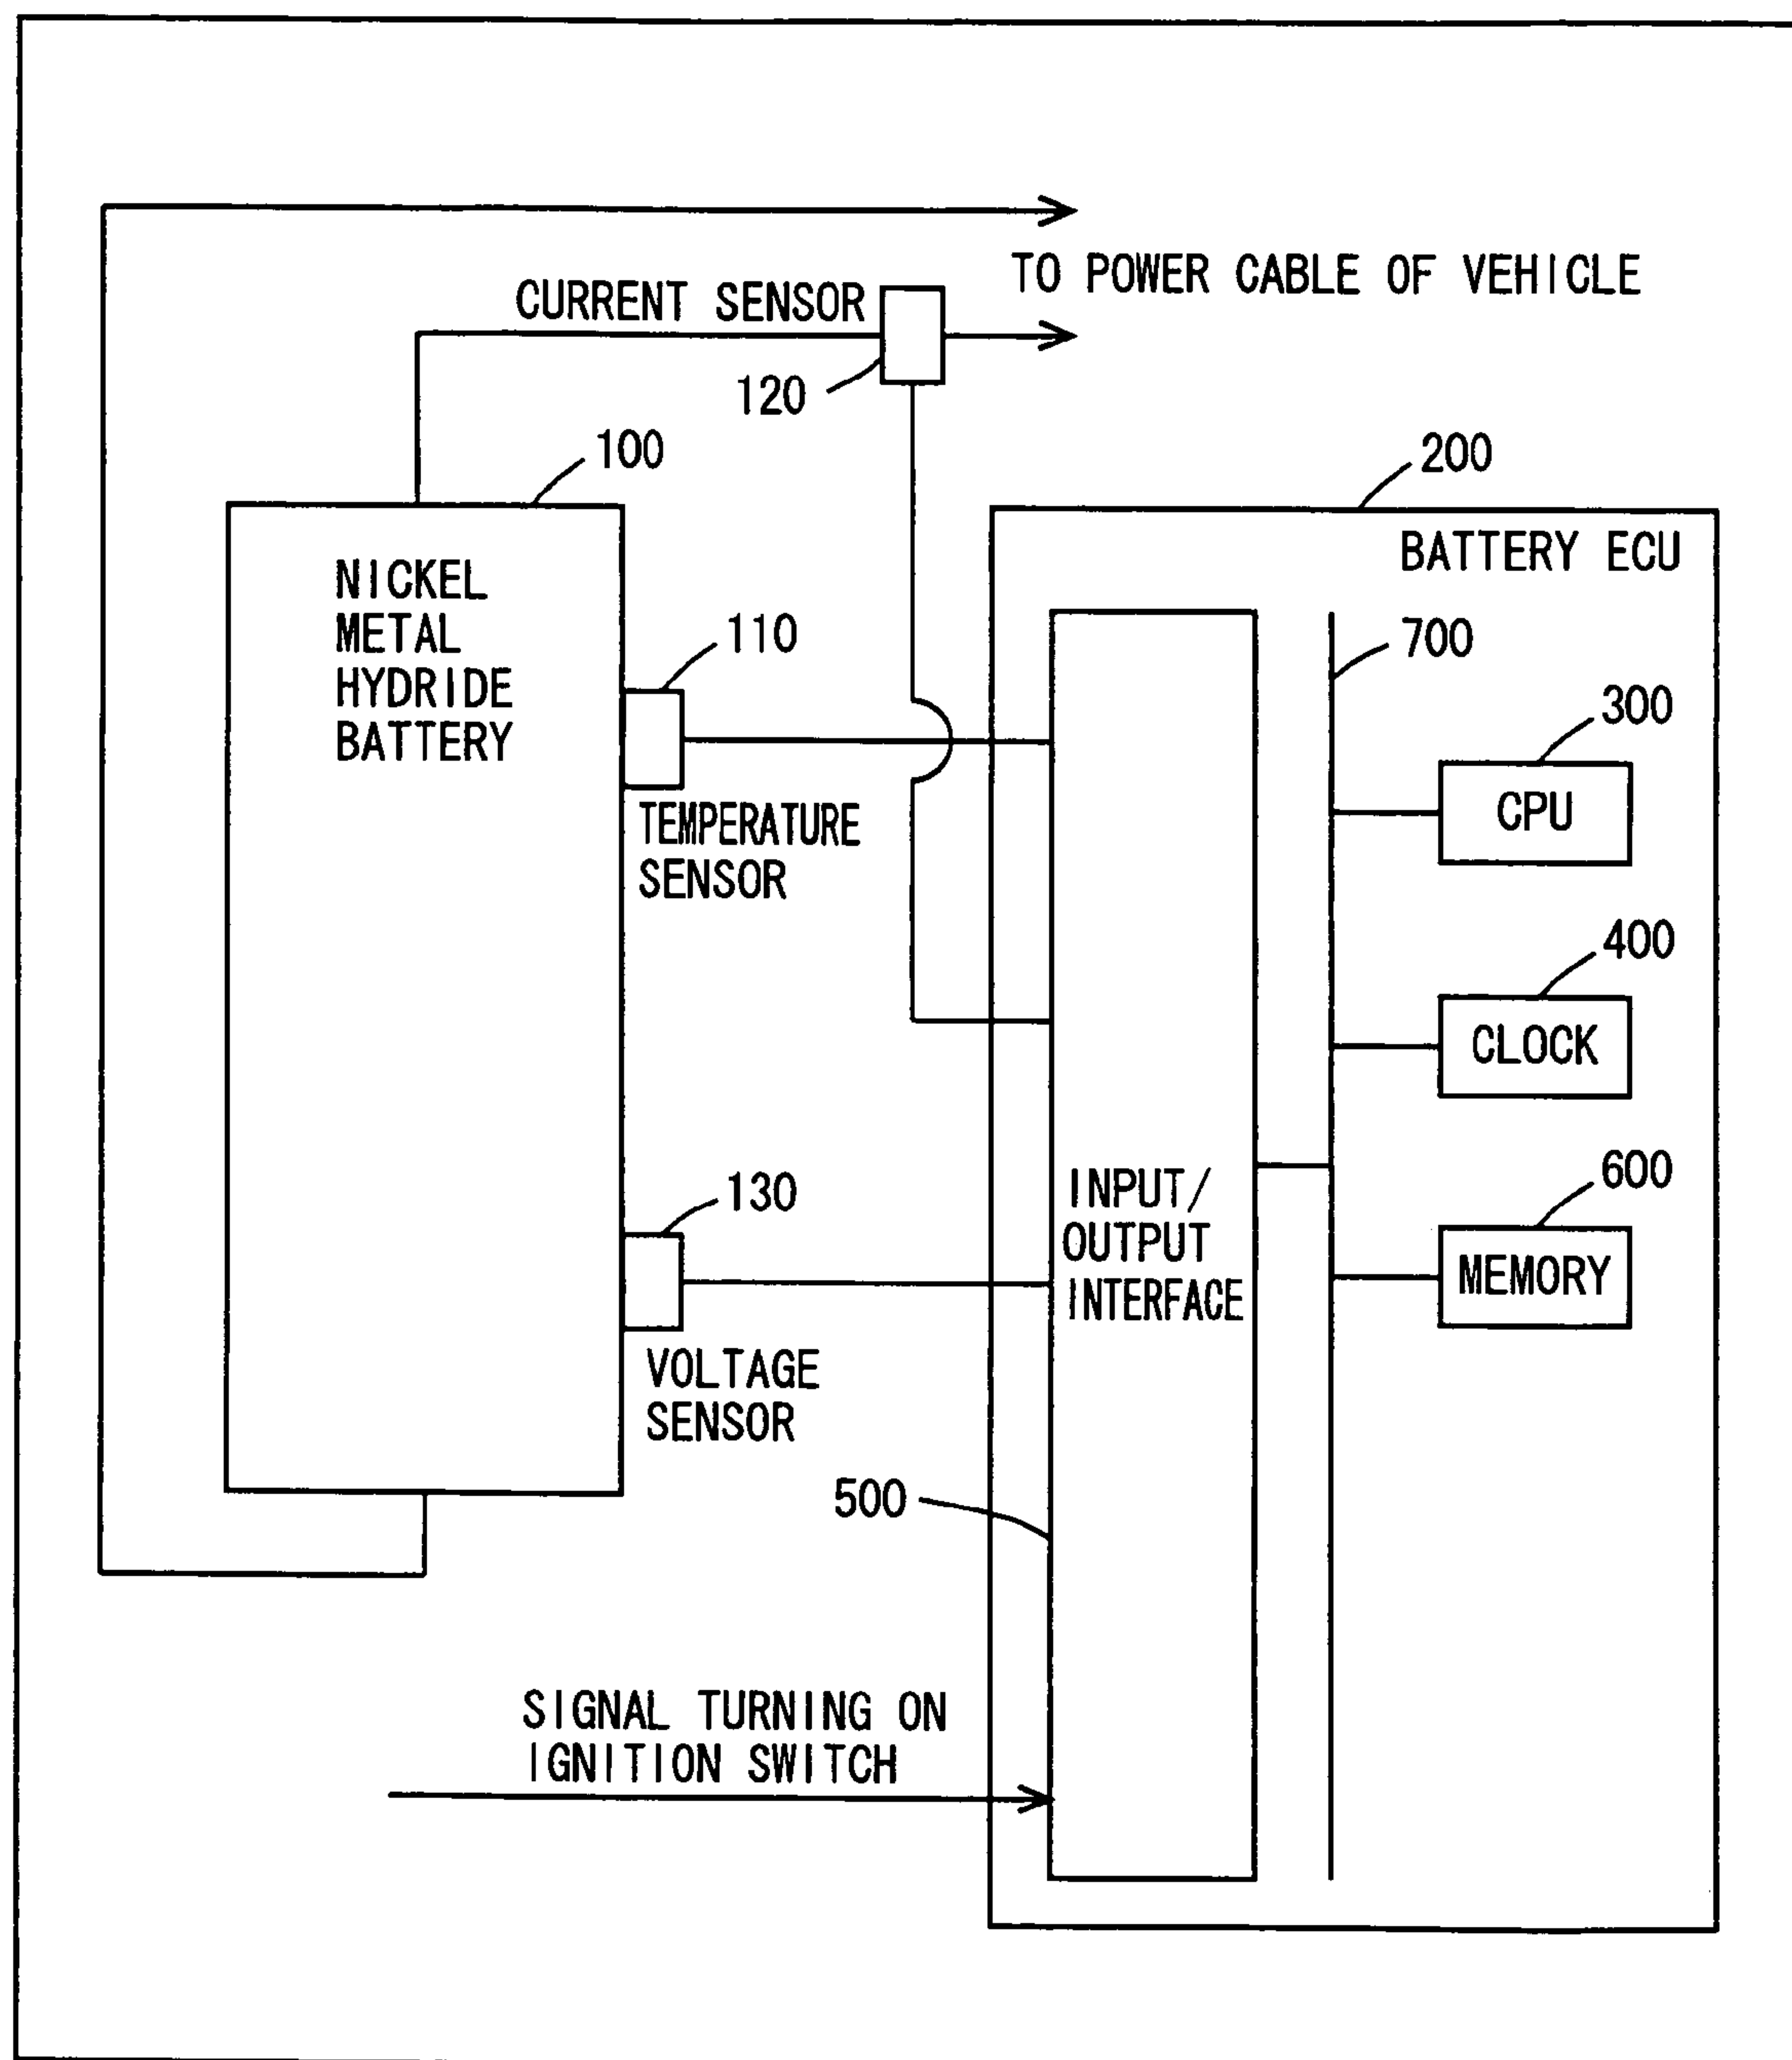 TO POWER CABLE OF VEHICLE
CURRENT SENSOR
120
100
200
BATTERY ECU
NICKEL
METAL
HYDRIDE
BATTERY
110
700
300
CPU
TEMPERATURE
SENSOR
400
CLOCK
130
INPUT/
OUTPUT
INTERFACE
600
MEMORY
VOLTAGE
SENSOR
500
SIGNAL TURNING ON
IGNITION SWITCH